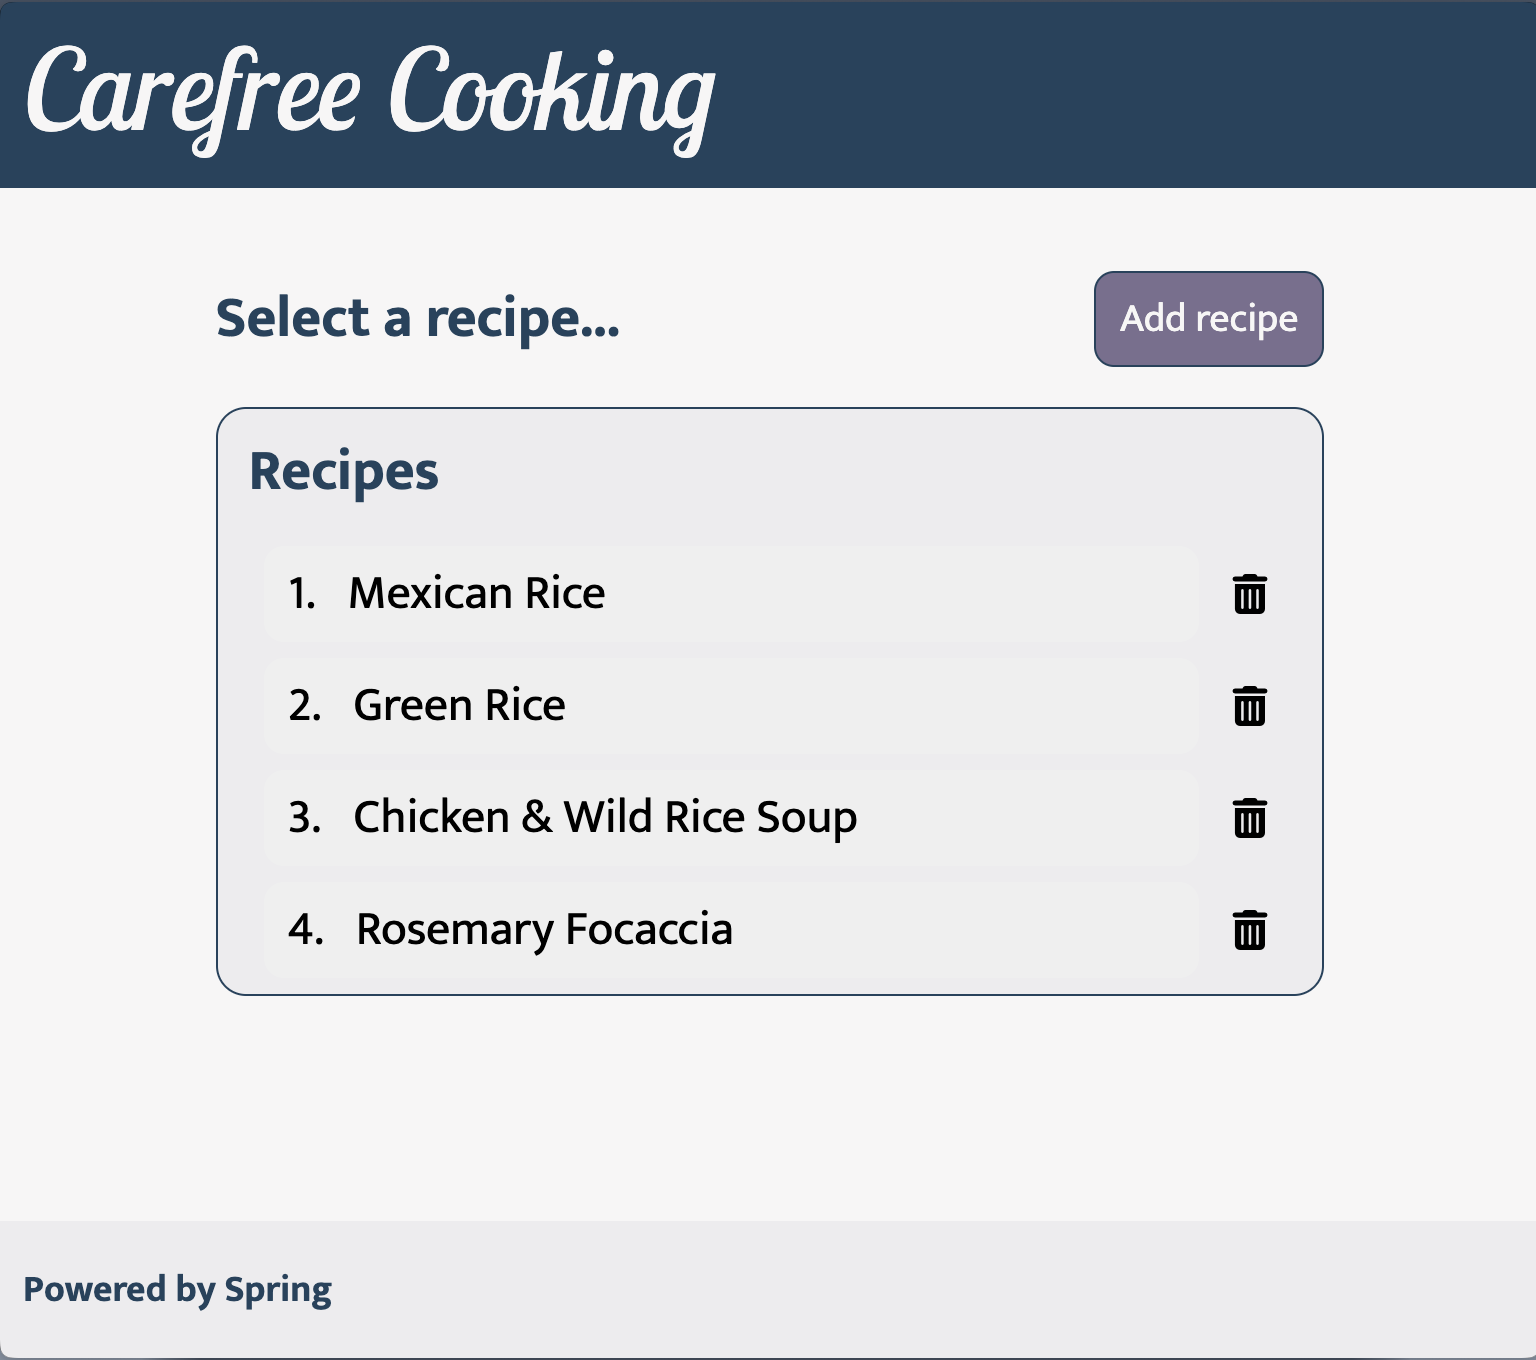 Carefree Cooking
Select a recipe...
Add recipe
Recipes
1. Mexican Rice
2. Green Rice
3. Chicken & Wild Rice Soup
4. Rosemary Focaccia
Powered by Spring